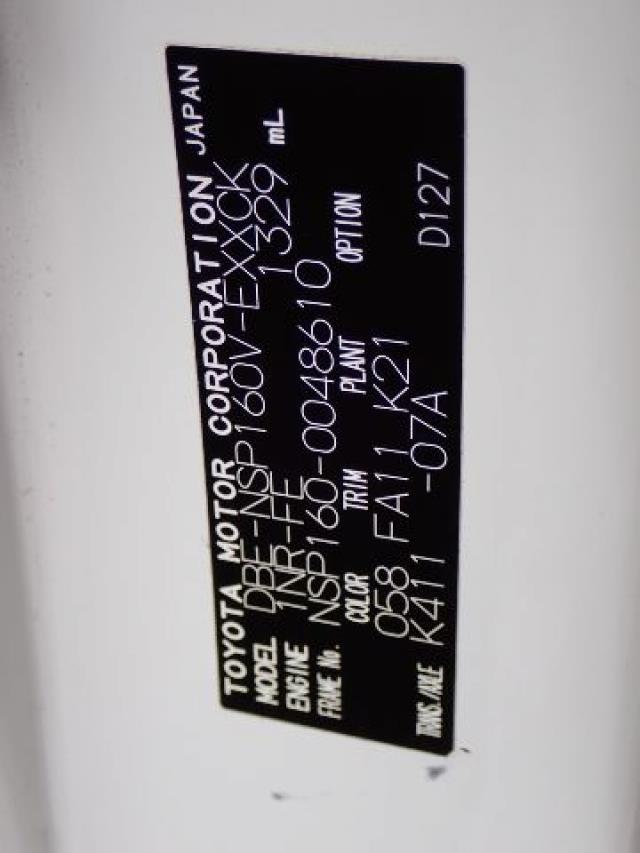 TOYOTA MOTOR CORPORATION JAPAN
MODEL DBE-NSP160V-EXXCK
ENGINE 1NR-FE 1329 mL
FRAME No. NSP160-0048610
COLOR TRIM PLANT OPTION
058 FA11 K21
TRANS./AXLE K411 -07A D127